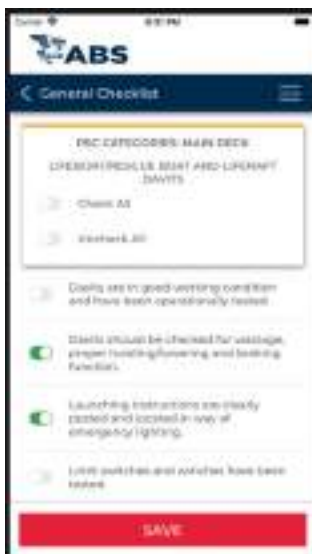 ABS
General Checklist
PSC CATEGORIES: MAIN DECK
LIFEBOAT/RESCUE BOAT AND LIFERAFT
DAVITS
Check All
Uncheck All
Davits are in good working condition
and have been operationally tested.
Davits should be checked for wastage,
proper hoisting/lowering and braking
function.
Launching instructions are clearly
posted and located in way of
emergency lighting.
Limit switches and winches have been
tested.
SAVE